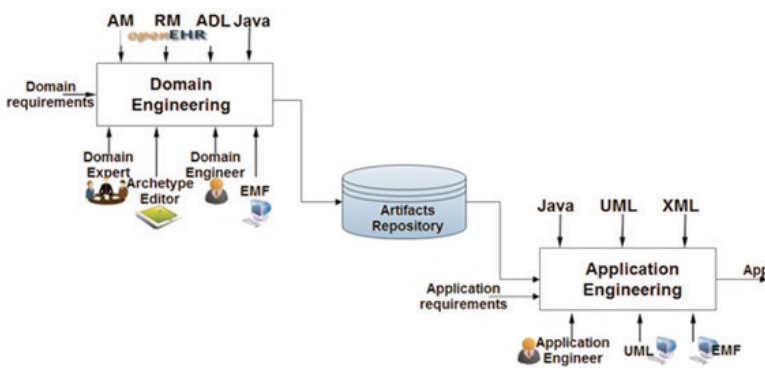 AM RM ADL Java
openEHR
Domain
requirements
Domain
Engineering
Domain
Expert
Archetype
Editor
Domain
Engineer
EMF
Artifacts
Repository
Java UML XML
Application
requirements
Application
Engineering
App
Application
Engineer
UML
EMF